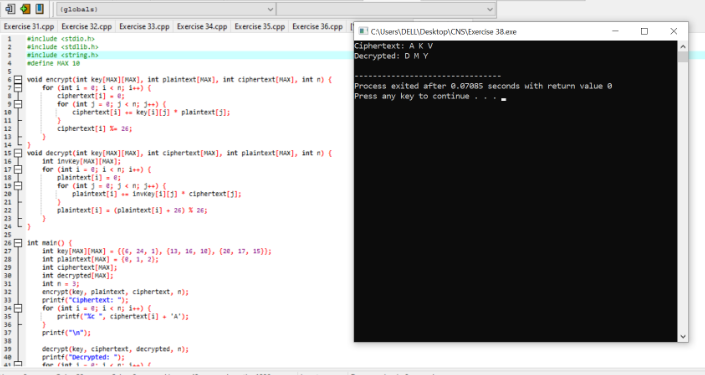 (globals)
Exercise 31.cpp Exercise 32.cpp Exercise 33.cpp Exercise 34.cpp Exercise 35.cpp Exercise 36.cpp
1 #include <stdio.h>
2 #include <stdlib.h>
3 #include <string.h>
4 #define MAX 10
5
6 void encrypt(int key[MAX][MAX], int plaintext[MAX], int ciphertext[MAX], int n) {
7 for (int i = 0; i < n; i++) {
8 ciphertext[i] = 0;
9 for (int j = 0; j < n; j++) {
10 ciphertext[i] += key[i][j] * plaintext[j];
11 }
12 ciphertext[i] %= 26;
13 }
14 }
15 void decrypt(int key[MAX][MAX], int ciphertext[MAX], int plaintext[MAX], int n) {
16 int invKey[MAX][MAX];
17 for (int i = 0; i < n; i++) {
18 plaintext[i] = 0;
19 for (int j = 0; j < n; j++) {
20 plaintext[i] += invKey[i][j] * ciphertext[j];
21 }
22 plaintext[i] = (plaintext[i] + 26) % 26;
23 }
24 }
25
26 int main() {
27 int key[MAX][MAX] = {{6, 24, 1}, {13, 16, 10}, {20, 17, 15}};
28 int plaintext[MAX] = {0, 1, 2};
29 int ciphertext[MAX];
30 int decrypted[MAX];
31 int n = 3;
32 encrypt(key, plaintext, ciphertext, n);
33 printf("Ciphertext: ");
34 for (int i = 0; i < n; i++) {
35 printf("%c ", ciphertext[i] + 'A');
36 }
37 printf("\n");
38
39 decrypt(key, ciphertext, decrypted, n);
40 printf("Decrypted: ");
41 for (int i = 0; i < n; i++) {
C:\Users\DELL\Desktop\CNS\Exercise 38.exe
Ciphertext: A K V
Decrypted: D M Y
--------------------------------
Process exited after 0.07085 seconds with return value 0
Press any key to continue . . .